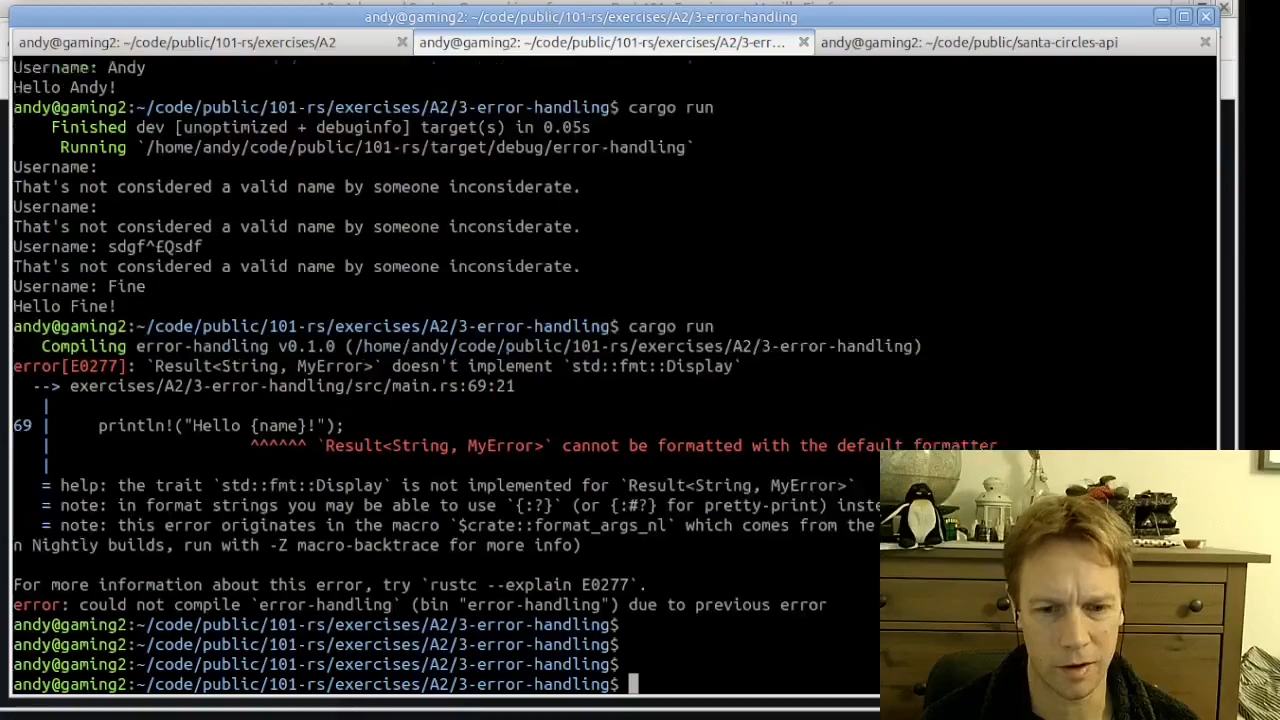 andy@gaming2: ~/code/public/101-rs/exercises/A2/3-error-handling
andy@gaming2: ~/code/public/101-rs/exercises/A2
andy@gaming2: ~/code/public/101-rs/exercises/A2/3-err...
andy@gaming2: ~/code/public/santa-circles-api
Username: Andy
Hello Andy!
andy@gaming2:~/code/public/101-rs/exercises/A2/3-error-handling$ cargo run
Finished dev [unoptimized + debuginfo] target(s) in 0.05s
Running `/home/andy/code/public/101-rs/target/debug/error-handling`
Username:
That's not considered a valid name by someone inconsiderate.
Username:
That's not considered a valid name by someone inconsiderate.
Username: sdgf^£Qsdf
That's not considered a valid name by someone inconsiderate.
Username: Fine
Hello Fine!
andy@gaming2:~/code/public/101-rs/exercises/A2/3-error-handling$ cargo run
Compiling error-handling v0.1.0 (/home/andy/code/public/101-rs/exercises/A2/3-error-handling)
error[E0277]: `Result<String, MyError>` doesn't implement `std::fmt::Display`
--> exercises/A2/3-error-handling/src/main.rs:69:21
|
69 | println!("Hello {name}!");
| ^^^^^^ `Result<String, MyError>` cannot be formatted with the default formatter
|
= help: the trait `std::fmt::Display` is not implemented for `Result<String, MyError>`
= note: in format strings you may be able to use `{:?}` (or {:#?} for pretty-print) inste
= note: this error originates in the macro `$crate::format_args_nl` which comes from the
n Nightly builds, run with -Z macro-backtrace for more info)
For more information about this error, try `rustc --explain E0277`.
error: could not compile `error-handling` (bin "error-handling") due to previous error
andy@gaming2:~/code/public/101-rs/exercises/A2/3-error-handling$
andy@gaming2:~/code/public/101-rs/exercises/A2/3-error-handling$
andy@gaming2:~/code/public/101-rs/exercises/A2/3-error-handling$
andy@gaming2:~/code/public/101-rs/exercises/A2/3-error-handling$